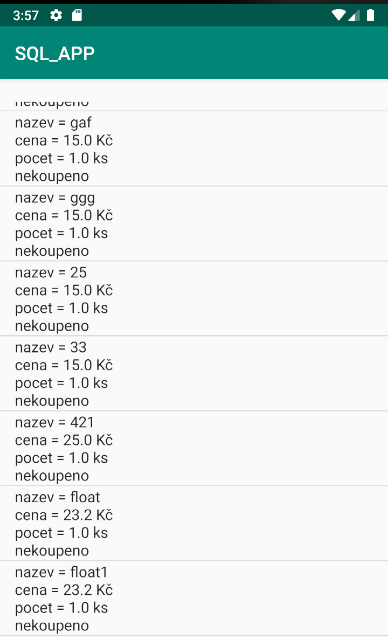 3:57
SQL_APP
nekoupeno
nazev = gaf
cena = 15.0 Kč
pocet = 1.0 ks
nekoupeno
nazev = ggg
cena = 15.0 Kč
pocet = 1.0 ks
nekoupeno
nazev = 25
cena = 15.0 Kč
pocet = 1.0 ks
nekoupeno
nazev = 33
cena = 15.0 Kč
pocet = 1.0 ks
nekoupeno
nazev = 421
cena = 25.0 Kč
pocet = 1.0 ks
nekoupeno
nazev = float
cena = 23.2 Kč
pocet = 1.0 ks
nekoupeno
nazev = float1
cena = 23.2 Kč
pocet = 1.0 ks
nekoupeno